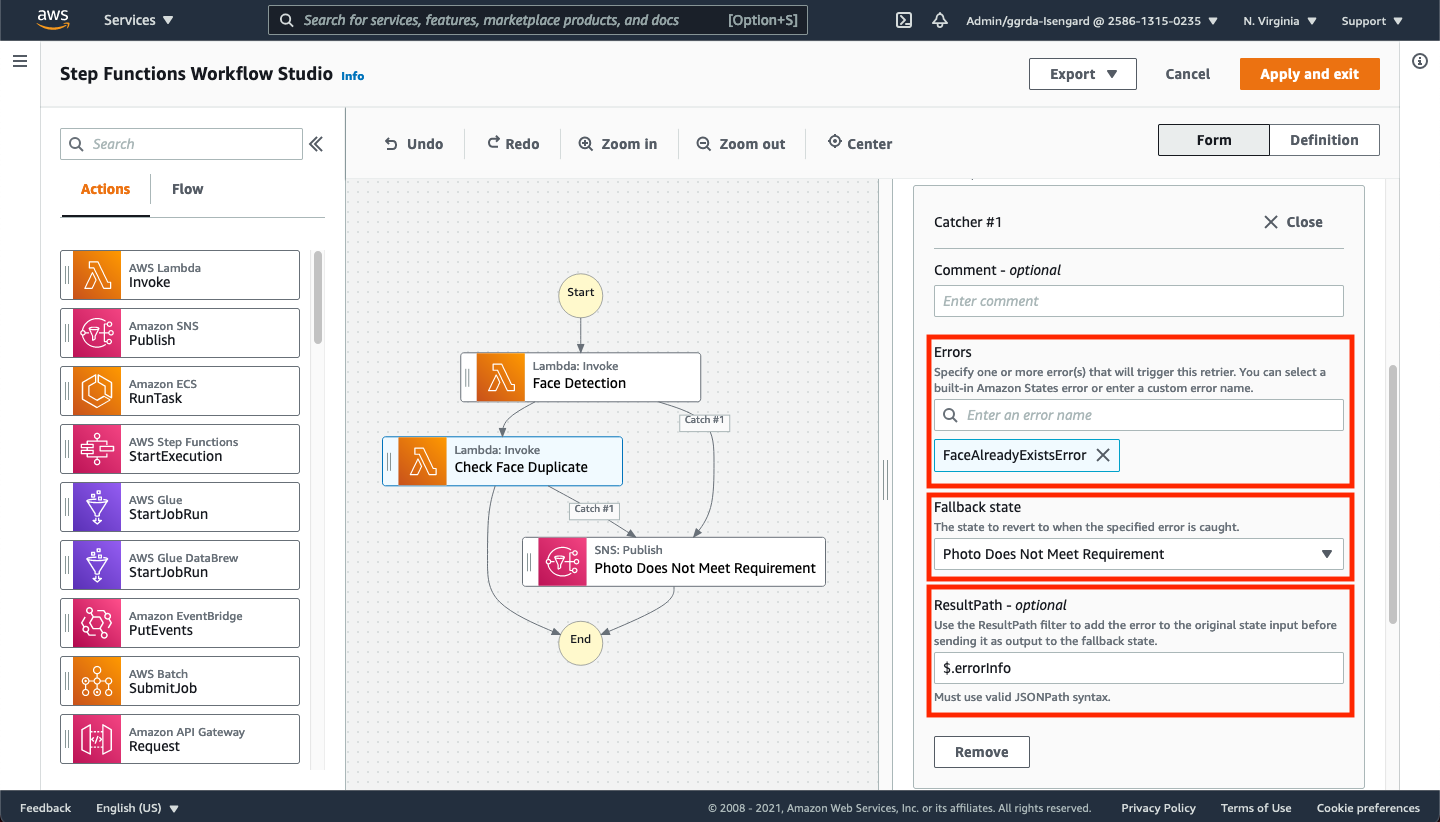 aws
Services
Search for services, features, marketplace products, and docs
[Option+S]
Admin/ggrda-Isengard @ 2586-1315-0235
N. Virginia
Support
Step Functions Workflow Studio
Info
Export
Cancel
Apply and exit
Search
Actions
Flow
AWS Lambda
Invoke
Amazon SNS
Publish
Amazon ECS
RunTask
AWS Step Functions
StartExecution
AWS Glue
StartJobRun
AWS Glue DataBrew
StartJobRun
Amazon EventBridge
PutEvents
AWS Batch
SubmitJob
Amazon API Gateway
Request
Undo
Redo
Zoom in
Zoom out
Center
Form
Definition
Start
Lambda: Invoke
Face Detection
Catch #1
Lambda: Invoke
Check Face Duplicate
Catch #1
SNS: Publish
Photo Does Not Meet Requirement
End
Catcher #1
Close
Comment - optional
Enter comment
Errors
Specify one or more error(s) that will trigger this retrier. You can select a
built-in Amazon States error or enter a custom error name.
Enter an error name
FaceAlreadyExistsError
Fallback state
The state to revert to when the specified error is caught.
Photo Does Not Meet Requirement
ResultPath - optional
Use the ResultPath filter to add the error to the original state input before
sending it as output to the fallback state.
$.errorInfo
Must use valid JSONPath syntax.
Remove
Feedback
English (US)
© 2008 - 2021, Amazon Web Services, Inc. or its affiliates. All rights reserved.
Privacy Policy
Terms of Use
Cookie preferences